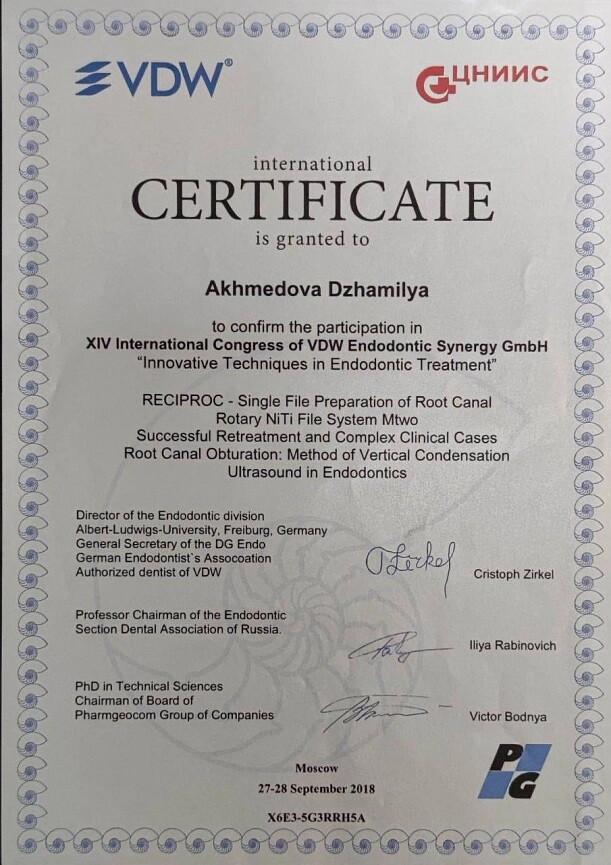 VDW®
ЦНИИС
international
CERTIFICATE
is granted to
Akhmedova Dzhamilya
to confirm the participation in
XIV International Congress of VDW Endodontic Synergy GmbH
“Innovative Techniques in Endodontic Treatment”
RECIPROC - Single File Preparation of Root Canal
Rotary NiTi File System Mtwo
Successful Retreatment and Complex Clinical Cases
Root Canal Obturation: Method of Vertical Condensation
Ultrasound in Endodontics
Director of the Endodontic division
Albert-Ludwigs-University, Freiburg, Germany
General Secretary of the DG Endo
German Endodontist`s Assocoation
Authorized dentist of VDW
Cristoph Zirkel
Professor Chairman of the Endodontic
Section Dental Association of Russia.
Iliya Rabinovich
PhD in Technical Sciences
Chairman of Board of
Pharmgeocom Group of Companies
Victor Bodnya
PG
Moscow
27-28 September 2018
X6E3-5G3RRH5A